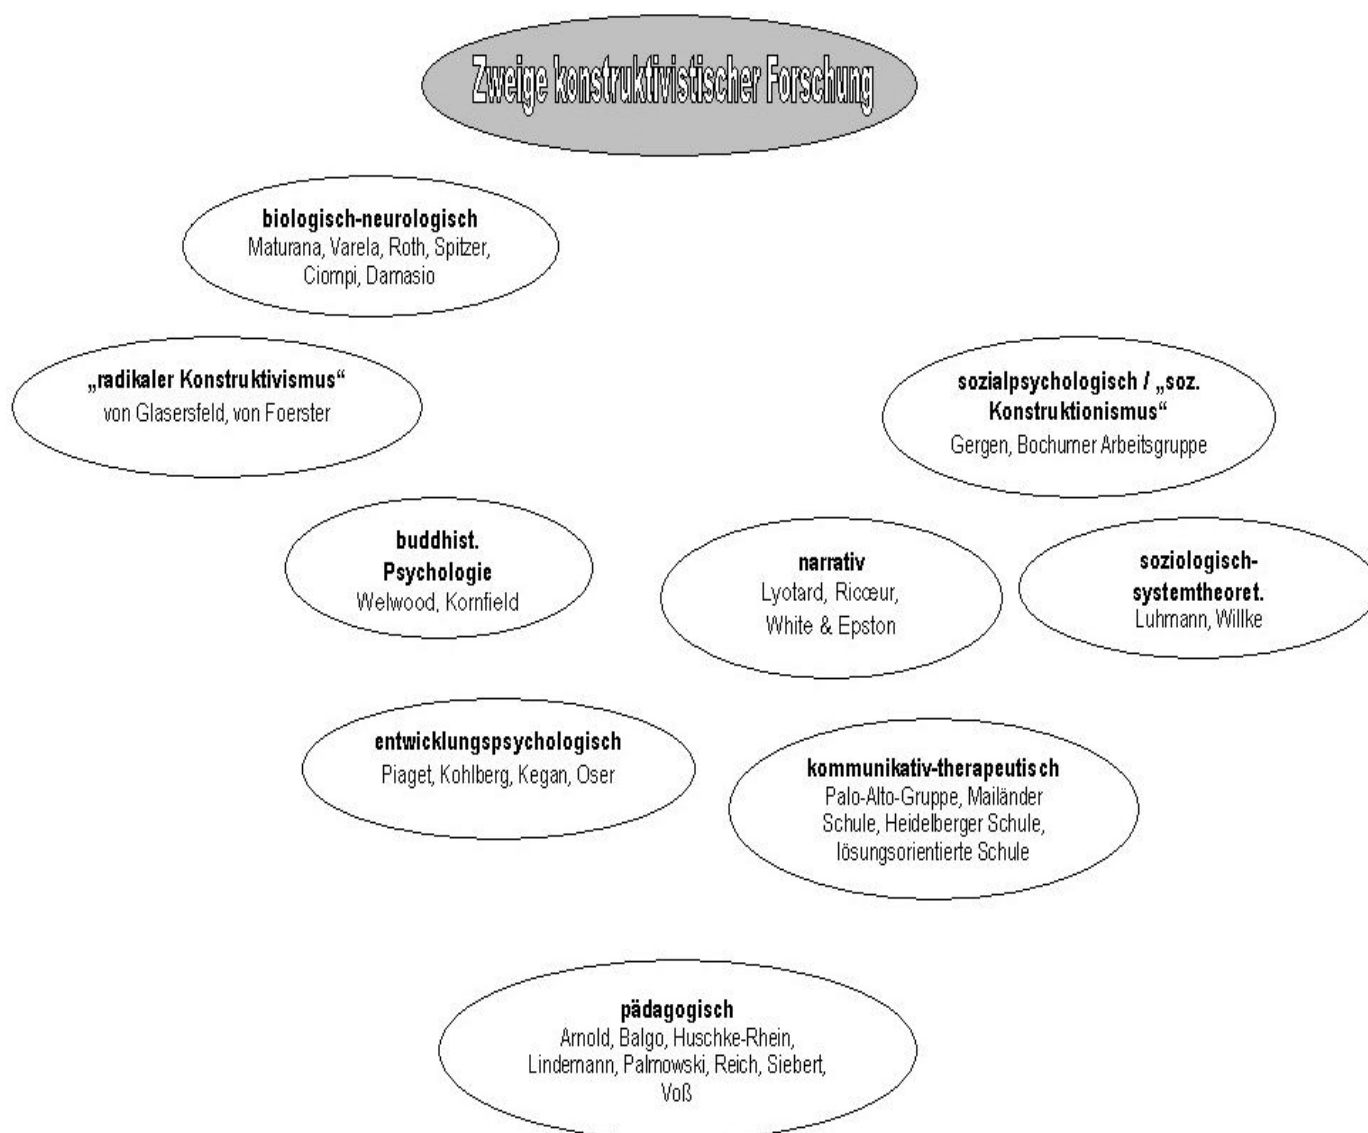 Zweige konstruktivistischer Forschung
biologisch-neurologisch
Maturana, Varela, Roth, Spitzer,
Ciompi, Damasio
„radikaler Konstruktivismus“
von Glasersfeld, von Foerster
sozialpsychologisch / „soz.
Konstruktionismus“
Gergen, Bochumer Arbeitsgruppe
buddhist.
Psychologie
Welwood, Kornfield
narrativ
Lyotard, Ricœur,
White & Epston
soziologisch-
systemtheoret.
Luhmann, Willke
entwicklungspsychologisch
Piaget, Kohlberg, Kegan, Oser
kommunikativ-therapeutisch
Palo-Alto-Gruppe, Mailänder
Schule, Heidelberger Schule,
lösungsorientierte Schule
pädagogisch
Arnold, Balgo, Huschke-Rhein,
Lindemann, Palmowski, Reich, Siebert,
Voß